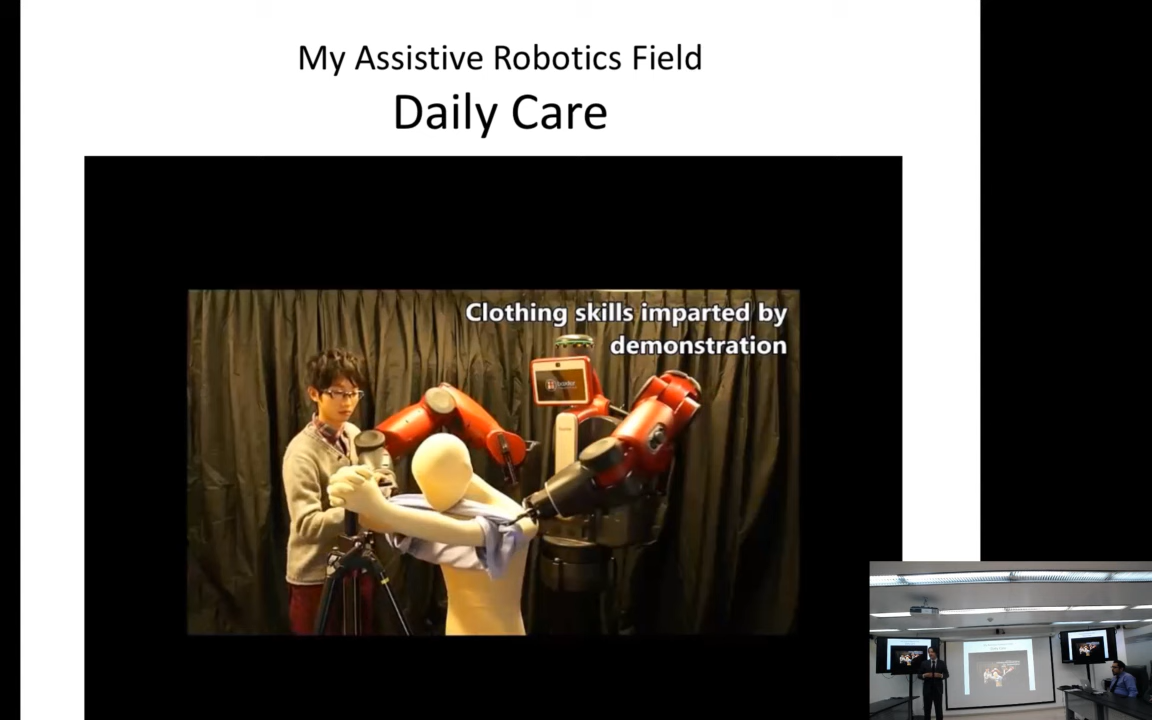 My Assistive Robotics Field
Daily Care
Clothing skills imparted by
demonstration